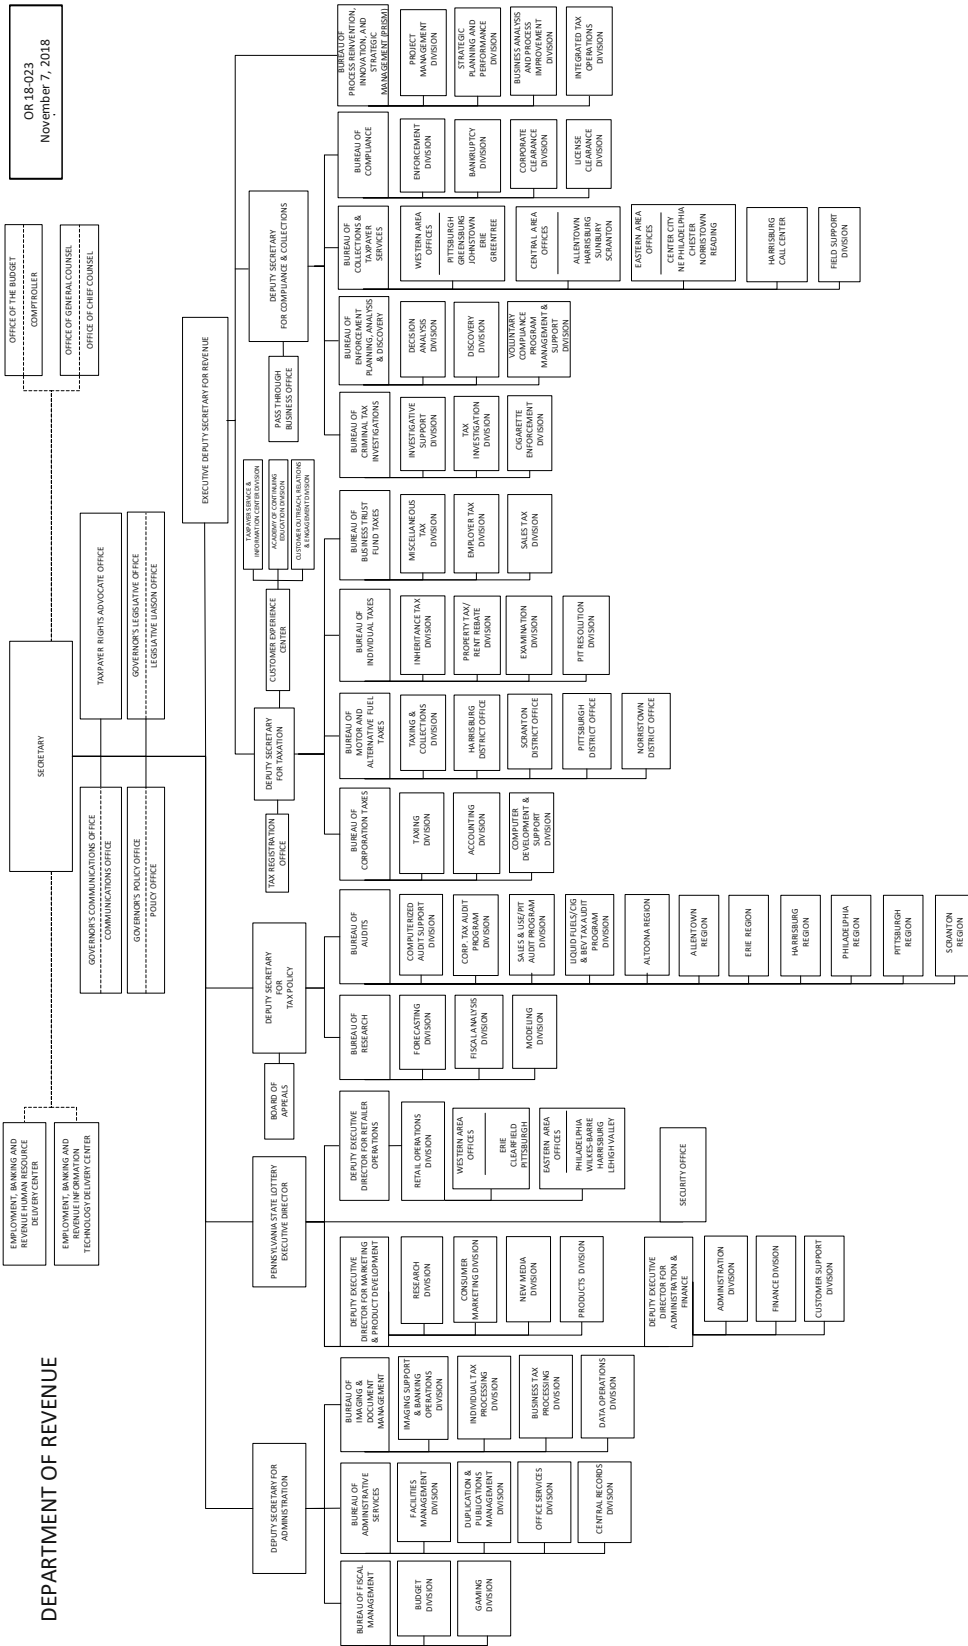 DEPARTMENT OF REVENUE
OR 18-023
November 7, 2018
EMPLOYMENT, BANKING AND
REVENUE HUMAN RESOURCE
DELIVERY CENTER
EMPLOYMENT, BANKING AND
REVENUE INFORMATION
TECHNOLOGY DELIVERY CENTER
SECRETARY
OFFICE OF THE BUDGET
COMPTROLLER
OFFICE OF GENERAL COUNSEL
OFFICE OF CHIEF COUNSEL
GOVERNOR'S COMMUNICATIONS OFFICE
COMMUNICATIONS OFFICE
TAXPAYER RIGHTS ADVOCATE OFFICE
GOVERNOR'S POLICY OFFICE
POLICY OFFICE
GOVERNOR'S LEGISLATIVE OFFICE
LEGISLATIVE LIAISON OFFICE
EXECUTIVE DEPUTY SECRETARY FOR REVENUE
DEPUTY SECRETARY FOR
ADMINISTRATION
BUREAU OF FISCAL
MANAGEMENT
BUDGET
DIVISION
GAMING
DIVISION
BUREAU OF
ADMINISTRATIVE
SERVICES
FACILITIES
MANAGEMENT
DIVISION
DUPLICATION &
PUBLICATIONS
MANAGEMENT
DIVISION
OFFICE SERVICES
DIVISION
CENTRAL RECORDS
DIVISION
BUREAU OF
IMAGING &
DOCUMENT
MANAGEMENT
IMAGING SUPPORT
& BANKING
OPERATIONS
DIVISION
INDIVIDUAL TAX
PROCESSING
DIVISION
BUSINESS TAX
PROCESSING
DIVISION
DATA OPERATIONS
DIVISION
PENNSYLVANIA STATE LOTTERY
EXECUTIVE DIRECTOR
DEPUTY EXECUTIVE
DIRECTOR FOR MARKETING
& PRODUCT DEVELOPMENT
RESEARCH
DIVISION
CONSUMER
MARKETING DIVISION
NEW MEDIA
DIVISION
PRODUCTS DIVISION
DEPUTY EXECUTIVE
DIRECTOR FOR
ADMINISTRATION &
FINANCE
ADMINISTRATION
DIVISION
FINANCE DIVISION
CUSTOMER SUPPORT
DIVISION
DEPUTY EXECUTIVE
DIRECTOR FOR RETAILER
OPERATIONS
RETAIL OPERATIONS
DIVISION
WESTERN AREA
OFFICES
ERIE
CLEARFIELD
PITTSBURGH
EASTERN AREA
OFFICES
PHILADELPHIA
WILKES-BARRE
HARRISBURG
LEHIGH VALLEY
SECURITY OFFICE
DEPUTY SECRETARY
FOR
TAX POLICY
BOARD OF
APPEALS
BUREAU OF
RESEARCH
FORECASTING
DIVISION
FISCAL ANALYSIS
DIVISION
MODELING
DIVISION
BUREAU OF
AUDITS
COMPUTERIZED
AUDIT SUPPORT
DIVISION
CORP. TAX AUDIT
PROGRAM
DIVISION
SALES & USE/PIT
AUDIT PROGRAM
DIVISION
LIQUID FUELS/CIG
& BEV TAX AUDIT
PROGRAM
DIVISION
ALTOONA REGION
ALLENTOWN
REGION
ERIE REGION
HARRISBURG
REGION
PHILADELPHIA
REGION
PITTSBURGH
REGION
SCRANTON
REGION
TAX REGISTRATION
OFFICE
DEPUTY SECRETARY
FOR TAXATION
CUSTOMER EXPERIENCE
CENTER
TAXPAYER SERVICE &
INFORMATION CENTER DIVISION
ACADEMY OF CONTINUING
EDUCATION DIVISION
CUSTOMER OUTREACH, RELATIONS
& ENGAGEMENT DIVISION
BUREAU OF
CORPORATION TAXES
TAXING
DIVISION
ACCOUNTING
DIVISION
COMPUTER
DEVELOPMENT &
SUPPORT
DIVISION
BUREAU OF
MOTOR AND
ALTERNATIVE FUEL
TAXES
TAXING &
COLLECTIONS
DIVISION
HARRISBURG
DISTRICT OFFICE
SCRANTON
DISTRICT OFFICE
PITTSBURGH
DISTRICT OFFICE
NORRISTOWN
DISTRICT OFFICE
BUREAU OF
INDIVIDUAL TAXES
INHERITANCE TAX
DIVISION
PROPERTY TAX/
RENT REBATE
DIVISION
EXAMINATION
DIVISION
PIT RESOLUTION
DIVISION
BUREAU OF
BUSINESS TRUST
FUND TAXES
MISCELLANEOUS
TAX
DIVISION
EMPLOYER TAX
DIVISION
SALES TAX
DIVISION
PASS THROUGH
BUSINESS OFFICE
DEPUTY SECRETARY
FOR COMPLIANCE & COLLECTIONS
BUREAU OF
CRIMINAL TAX
INVESTIGATIONS
INVESTIGATIVE
SUPPORT
DIVISION
TAX
INVESTIGATION
DIVISION
CIGARETTE
ENFORCEMENT
DIVISION
BUREAU OF
ENFORCEMENT
PLANNING, ANALYSIS
& DISCOVERY
DECISION
ANALYSIS
DIVISION
DISCOVERY
DIVISION
VOLUNTARY
COMPLIANCE
PROGRAM
MANAGEMENT &
SUPPORT
DIVISION
BUREAU OF
COLLECTIONS &
TAXPAYER
SERVICES
WESTERN AREA
OFFICES
PITTSBURGH
GREENSBURG
JOHNSTOWN
ERIE
GREENTREE
CENTRAL AREA
OFFICES
ALLENTOWN
HARRISBURG
SUNBURY
SCRANTON
EASTERN AREA
OFFICES
CENTER CITY
NE PHILADELPHIA
CHESTER
NORRISTOWN
READING
HARRISBURG
CALL CENTER
FIELD SUPPORT
DIVISION
BUREAU OF
COMPLIANCE
ENFORCEMENT
DIVISION
BANKRUPTCY
DIVISION
CORPORATE
CLEARANCE
DIVISION
LICENSE
CLEARANCE
DIVISION
BUREAU OF
PROCESS REINVENTION,
INNOVATION, AND
STRATEGIC
MANAGEMENT (PRISM)
PROJECT
MANAGEMENT
DIVISION
STRATEGIC
PLANNING AND
PERFORMANCE
DIVISION
BUSINESS ANALYSIS
AND PROCESS
IMPROVEMENT
DIVISION
INTEGRATED TAX
OPERATIONS
DIVISION